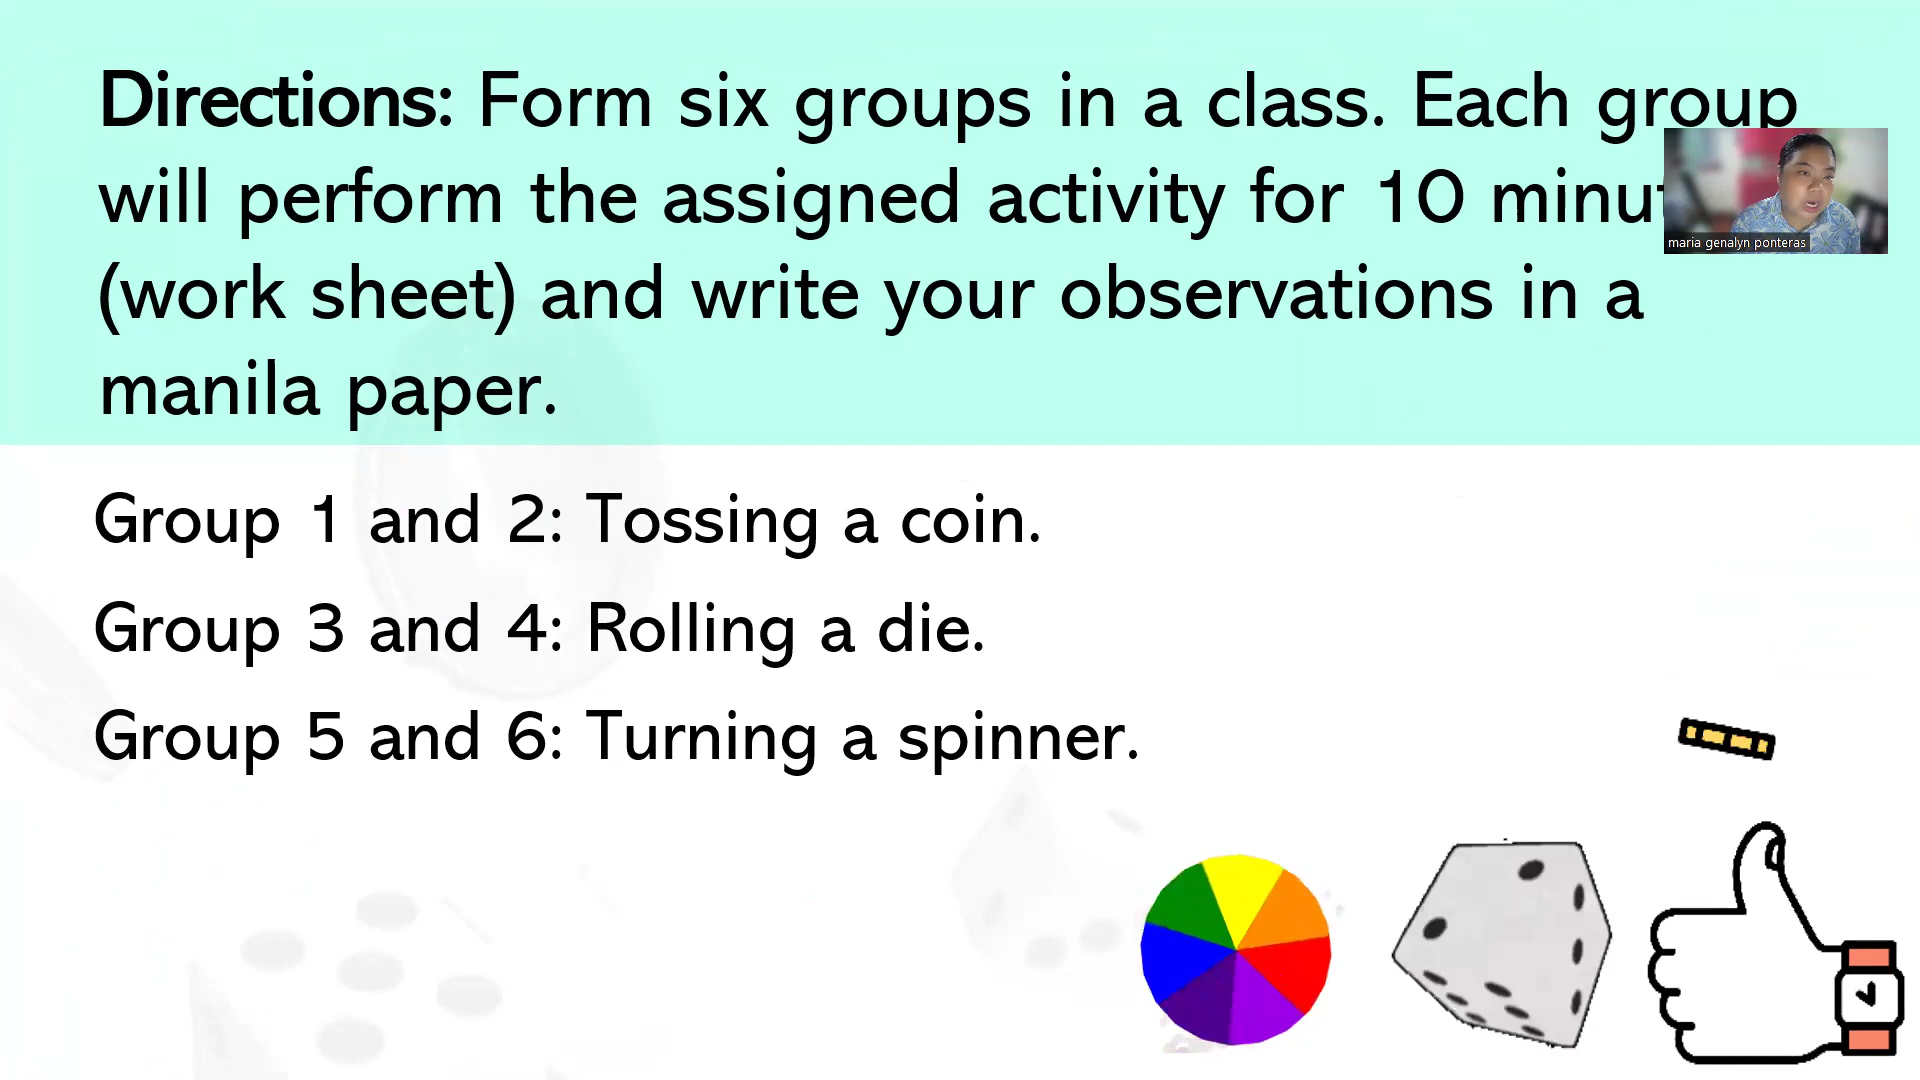 Directions: Form six groups in a class. Each group
will perform the assigned activity for 10
(work sheet) and write your observations in a
manila paper.
maria genalyn ponteras
Group 1 and 2: Tossing a coin.
Group 3 and 4: Rolling a die.
Group 5 and 6: Turning a spinner.